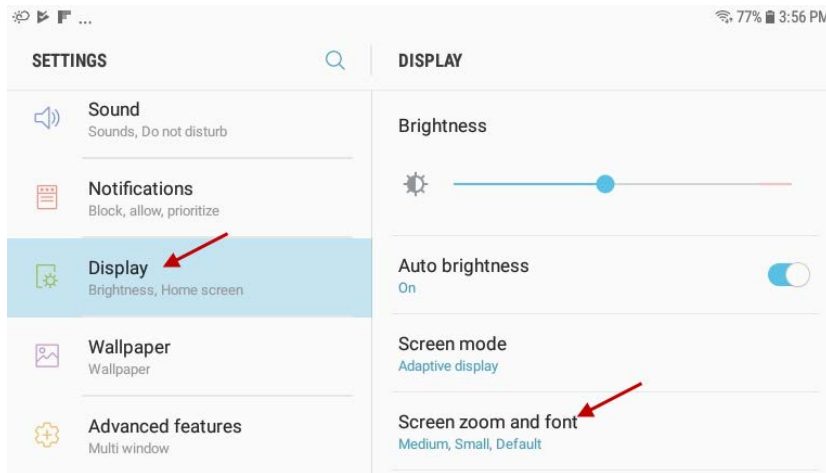 ... 77% 3:56 PM
SETTINGS
Sound
Sounds, Do not disturb
Notifications
Block, allow, prioritize
Display
Brightness, Home screen
Wallpaper
Wallpaper
Advanced features
Multi window
DISPLAY
Brightness
Auto brightness
On
Screen mode
Adaptive display
Screen zoom and font
Medium, Small, Default